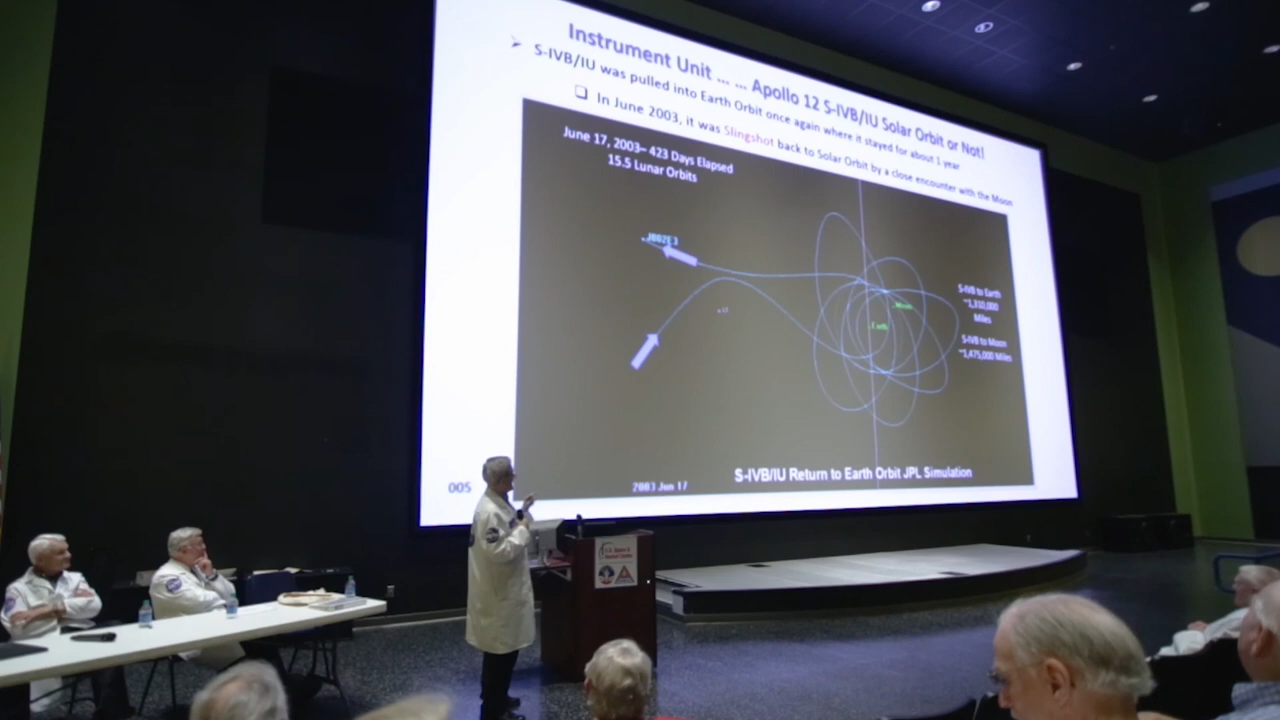 Instrument Unit ... ... Apollo 12 S-IVB/IU Solar Orbit or Not!
S-IVB/IU was pulled into Earth Orbit once again where it stayed for about 1 year
In June 2003, it was Slingshot back to Solar Orbit by a close encounter with the Moon
June 17, 2003– 423 Days Elapsed
15.5 Lunar Orbits
J002E3
Moon
Earth
L1
S-IVB to Earth
~1,310,000
Miles
S-IVB to Moon
~1,475,000 Miles
S-IVB/IU Return to Earth Orbit JPL Simulation
2003 Jun 17
005
U.S. Space &
Rocket Center